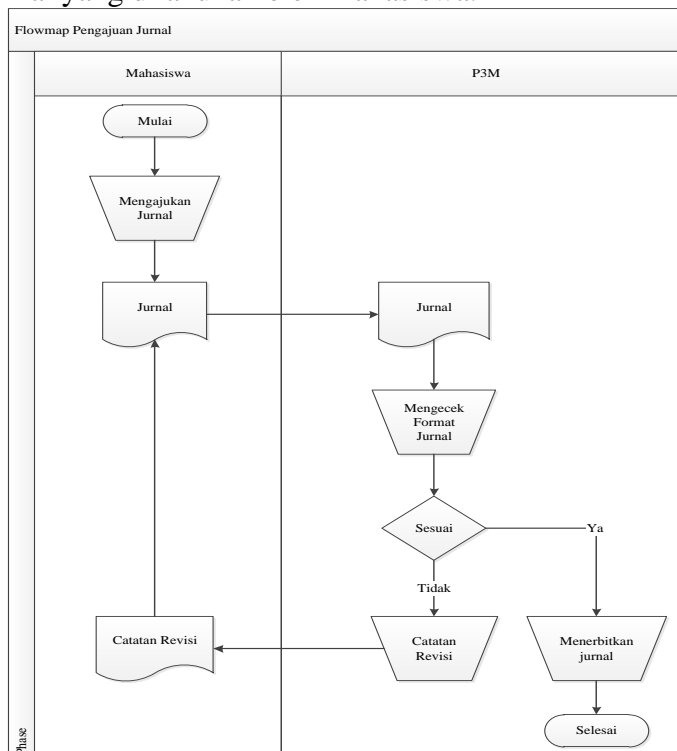 Flowmap Pengajuan Jurnal
Mahasiswa
P3M
Mulai
Mengajukan
Jurnal
Jurnal
Jurnal
Mengecek
Format
Jurnal
Sesuai
Ya
Tidak
Catatan Revisi
Catatan
Revisi
Menerbitkan
jurnal
Selesai
Phase